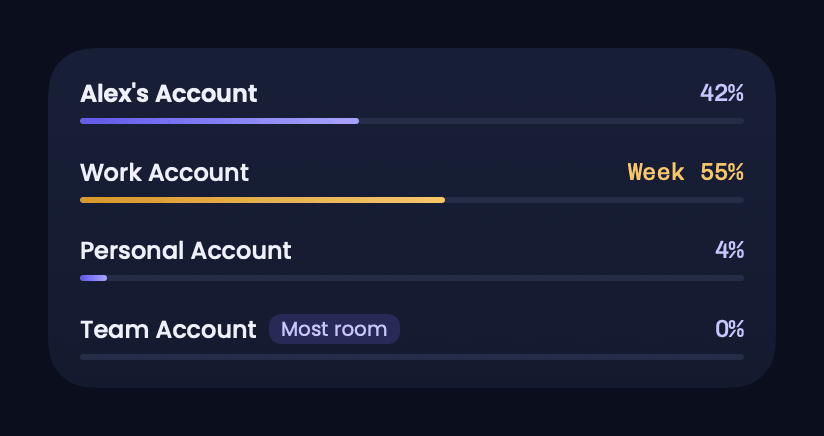 Alex's Account 42%
Work Account Week 55%
Personal Account 4%
Team Account Most room 0%